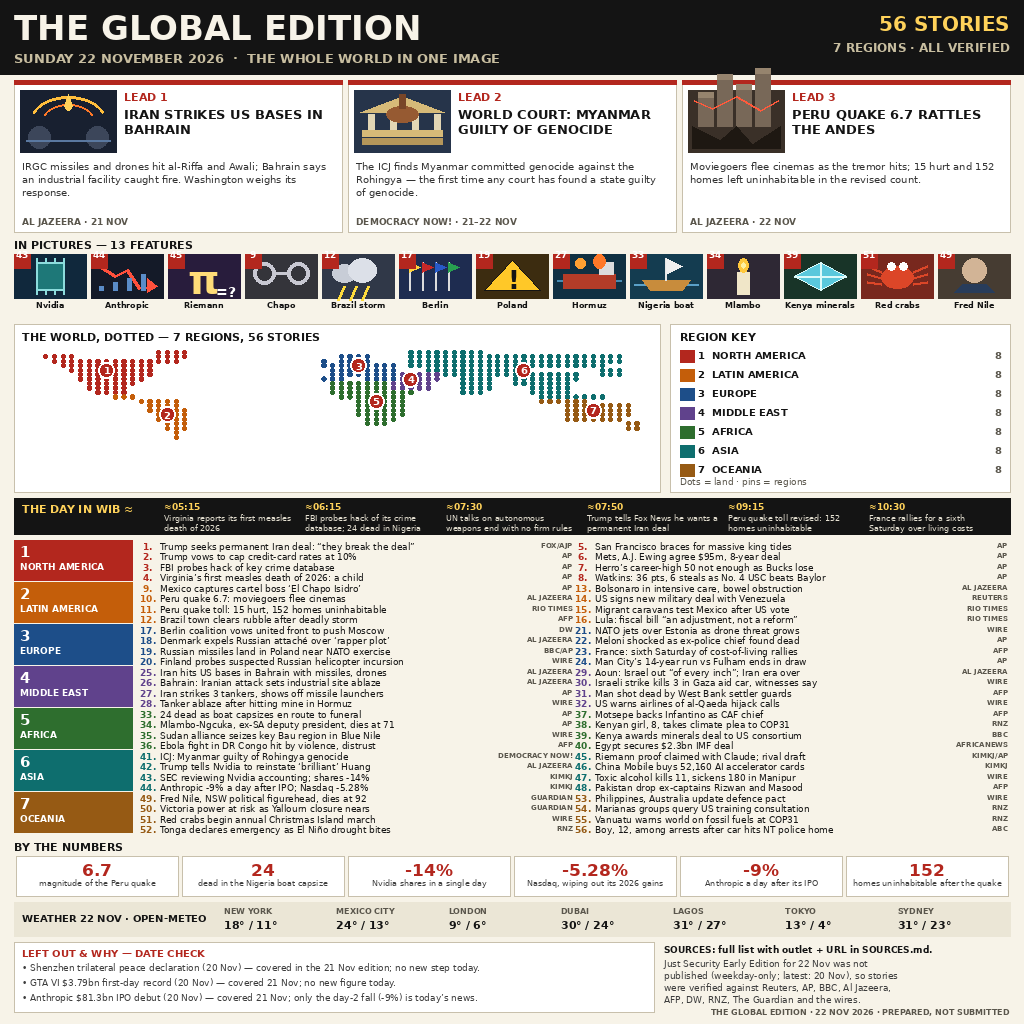 THE GLOBAL EDITION
SUNDAY 22 NOVEMBER 2026 · THE WHOLE WORLD IN ONE IMAGE
56 STORIES
7 REGIONS · ALL VERIFIED
LEAD 1
IRAN STRIKES US BASES IN
BAHRAIN
IRGC missiles and drones hit al-Riffa and Awali; Bahrain says
an industrial facility caught fire. Washington weighs its
response.
AL JAZEERA · 21 NOV
LEAD 2
WORLD COURT: MYANMAR
GUILTY OF GENOCIDE
The ICJ finds Myanmar committed genocide against the
Rohingya — the first time any court has found a state guilty
of genocide.
DEMOCRACY NOW! · 21–22 NOV
LEAD 3
PERU QUAKE 6.7 RATTLES
THE ANDES
Moviegoers flee cinemas as the tremor hits; 15 hurt and 152
homes left uninhabitable in the revised count.
AL JAZEERA · 22 NOV
IN PICTURES — 13 FEATURES
43 44 45 9 12 17 19 27 33 34 39 51 49
π =? !
Nvidia Anthropic Riemann Chapo Brazil storm Berlin Poland Hormuz Nigeria boat Mlambo Kenya minerals Red crabs Fred Nile
THE WORLD, DOTTED — 7 REGIONS, 56 STORIES
1 2 3 4 5 6 7
REGION KEY
1 NORTH AMERICA 8
2 LATIN AMERICA 8
3 EUROPE 8
4 MIDDLE EAST 8
5 AFRICA 8
6 ASIA 8
7 OCEANIA 8
Dots = land · pins = regions
THE DAY IN WIB ≈
≈05:15
Virginia reports its first measles
death of 2026
≈06:15
FBI probes hack of its crime
database; 24 dead in Nigeria
≈07:30
UN talks on autonomous
weapons end with no firm rules
≈07:50
Trump tells Fox News he wants a
permanent Iran deal
≈09:15
Peru quake toll revised: 152
homes uninhabitable
≈10:30
France rallies for a sixth
Saturday over living costs
1
NORTH AMERICA
1. Trump seeks permanent Iran deal: “they break the deal” FOX/AJP
2. Trump vows to cap credit-card rates at 10% AP
3. FBI probes hack of key crime database AP
4. Virginia’s first measles death of 2026: a child AP
5. San Francisco braces for massive king tides AP
6. Mets, A.J. Ewing agree $95m, 8-year deal AP
7. Herro’s career-high 50 not enough as Bucks lose AP
8. Watkins: 36 pts, 6 steals as No. 4 USC beats Baylor AP
2
LATIN AMERICA
9. Mexico captures cartel boss ‘El Chapo Isidro’ AP
10. Peru quake 6.7: moviegoers flee cinemas AL JAZEERA
11. Peru quake toll: 15 hurt, 152 homes uninhabitable RIO TIMES
12. Brazil town clears rubble after deadly storm AFP
13. Bolsonaro in intensive care, bowel obstruction AL JAZEERA
14. US signs new military deal with Venezuela REUTERS
15. Migrant caravans test Mexico after US vote RIO TIMES
16. Lula: fiscal bill “an adjustment, not a reform” RIO TIMES
3
EUROPE
17. Berlin coalition vows united front to push Moscow DW
18. Denmark expels Russian attaché over ‘rapper plot’ AL JAZEERA
19. Russian missiles land in Poland near NATO exercise BBC/AP
20. Finland probes suspected Russian helicopter incursion WIRE
21. NATO jets over Estonia as drone threat grows WIRE
22. Meloni shocked as ex-police chief found dead AP
23. France: sixth Saturday of cost-of-living rallies AFP
24. Man City’s 14-year run vs Fulham ends in draw AP
4
MIDDLE EAST
25. Iran hits US bases in Bahrain with missiles, drones AL JAZEERA
26. Bahrain: Iranian attack sets industrial site ablaze AL JAZEERA
27. Iran strikes 3 tankers, shows off missile launchers AP
28. Tanker ablaze after hitting mine in Hormuz WIRE
29. Aoun: Israel out “of every inch”; Iran era over AL JAZEERA
30. Israeli strike kills 3 in Gaza aid car, witnesses say WIRE
31. Man shot dead by West Bank settler guards AFP
32. US warns airlines of al-Qaeda hijack calls WIRE
5
AFRICA
33. 24 dead as boat capsizes en route to funeral AP
34. Mlambo-Ngcuka, ex-SA deputy president, dies at 71 AP
35. Sudan alliance seizes key Bau region in Blue Nile WIRE
36. Ebola fight in DR Congo hit by violence, distrust AFP
37. Motsepe backs Infantino as CAF chief AFP
38. Kenyan girl, 8, takes climate plea to COP31 RNZ
39. Kenya awards minerals deal to US consortium BBC
40. Egypt secures $2.3bn IMF deal AFRICANEWS
6
ASIA
41. ICJ: Myanmar guilty of Rohingya genocide DEMOCRACY NOW!
42. Trump tells Nvidia to reinstate ‘brilliant’ Huang AL JAZEERA
43. SEC reviewing Nvidia accounting; shares -14% KIMKJ
44. Anthropic -9% a day after IPO; Nasdaq -5.28% KIMKJ
45. Riemann proof claimed with Claude; rival draft KIMKJ/AP
46. China Mobile buys 52,160 AI accelerator cards KIMKJ
47. Toxic alcohol kills 11, sickens 180 in Manipur WIRE
48. Pakistan drop ex-captains Rizwan and Masood AFP
7
OCEANIA
49. Fred Nile, NSW political figurehead, dies at 92 GUARDIAN
50. Victoria power at risk as Yallourn closure nears GUARDIAN
51. Red crabs begin annual Christmas Island march WIRE
52. Tonga declares emergency as El Niño drought bites RNZ
53. Philippines, Australia update defence pact WIRE
54. Marianas groups query US training consultation RNZ
55. Vanuatu warns world on fossil fuels at COP31 RNZ
56. Boy, 12, among arrests after car hits NT police home ABC
BY THE NUMBERS
6.7
magnitude of the Peru quake
24
dead in the Nigeria boat capsize
-14%
Nvidia shares in a single day
-5.28%
Nasdaq, wiping out its 2026 gains
-9%
Anthropic a day after its IPO
152
homes uninhabitable after the quake
WEATHER 22 NOV · OPEN-METEO
NEW YORK
18° / 11°
MEXICO CITY
24° / 13°
LONDON
9° / 6°
DUBAI
30° / 24°
LAGOS
31° / 27°
TOKYO
13° / 4°
SYDNEY
31° / 23°
LEFT OUT & WHY — DATE CHECK
• Shenzhen trilateral peace declaration (20 Nov) — covered in the 21 Nov edition; no new step today.
• GTA VI $3.79bn first-day record (20 Nov) — covered 21 Nov; no new figure today.
• Anthropic $81.3bn IPO debut (20 Nov) — covered 21 Nov; only the day-2 fall (-9%) is today’s news.
SOURCES: full list with outlet + URL in SOURCES.md.
Just Security Early Edition for 22 Nov was not
published (weekday-only; latest: 20 Nov), so stories
were verified against Reuters, AP, BBC, Al Jazeera,
AFP, DW, RNZ, The Guardian and the wires.
THE GLOBAL EDITION · 22 NOV 2026 · PREPARED, NOT SUBMITTED